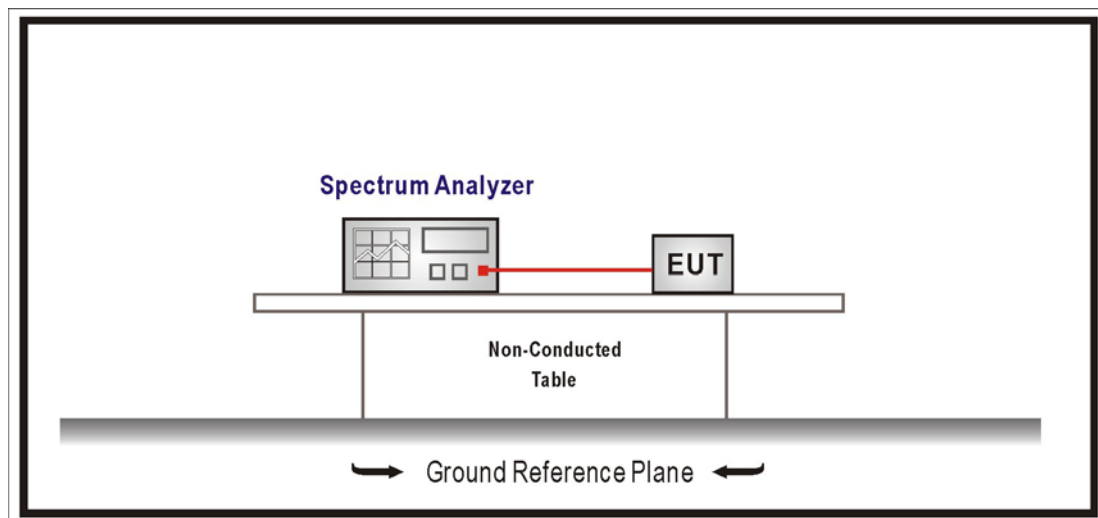 Spectrum Analyzer
EUT
Non-Conducted
Table
Ground Reference Plane